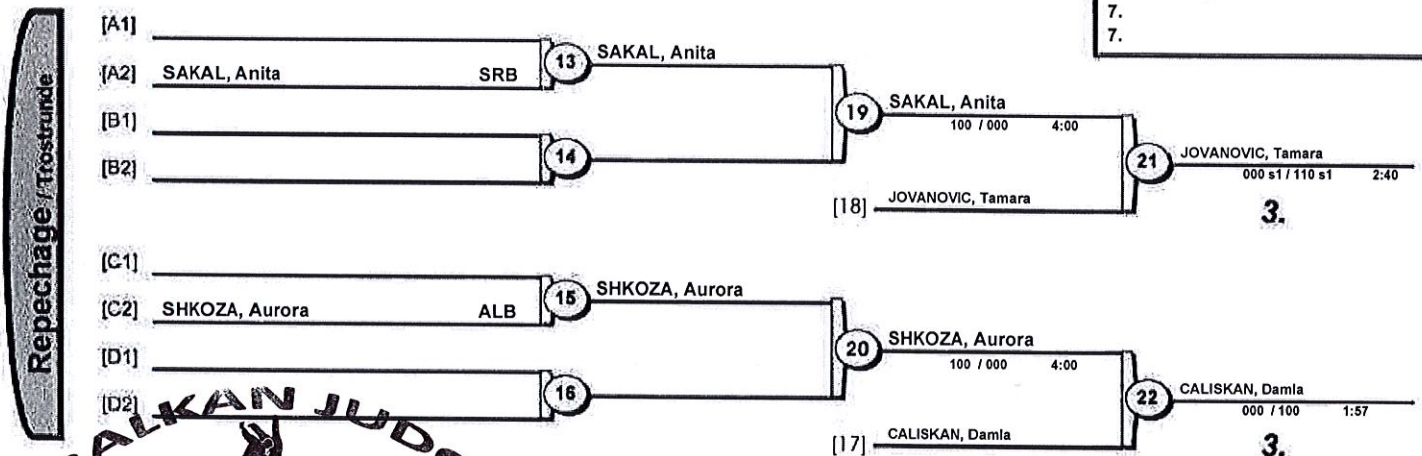 7.
7.
Repechage / Trostrunde
[A1]
[A2] SAKAL, Anita SRB
[B1]
[B2]
13 SAKAL, Anita
14
19 SAKAL, Anita
100 / 000 4:00
[18] JOVANOVIC, Tamara
21 JOVANOVIC, Tamara
000 s1 / 110 s1 2:40
3.
[C1]
[C2] SHKOZA, Aurora ALB
[D1]
[D2]
15 SHKOZA, Aurora
16
20 SHKOZA, Aurora
100 / 000 4:00
[17] CALISKAN, Damla
22 CALISKAN, Damla
000 / 100 1:57
3.
ALKAN JUD